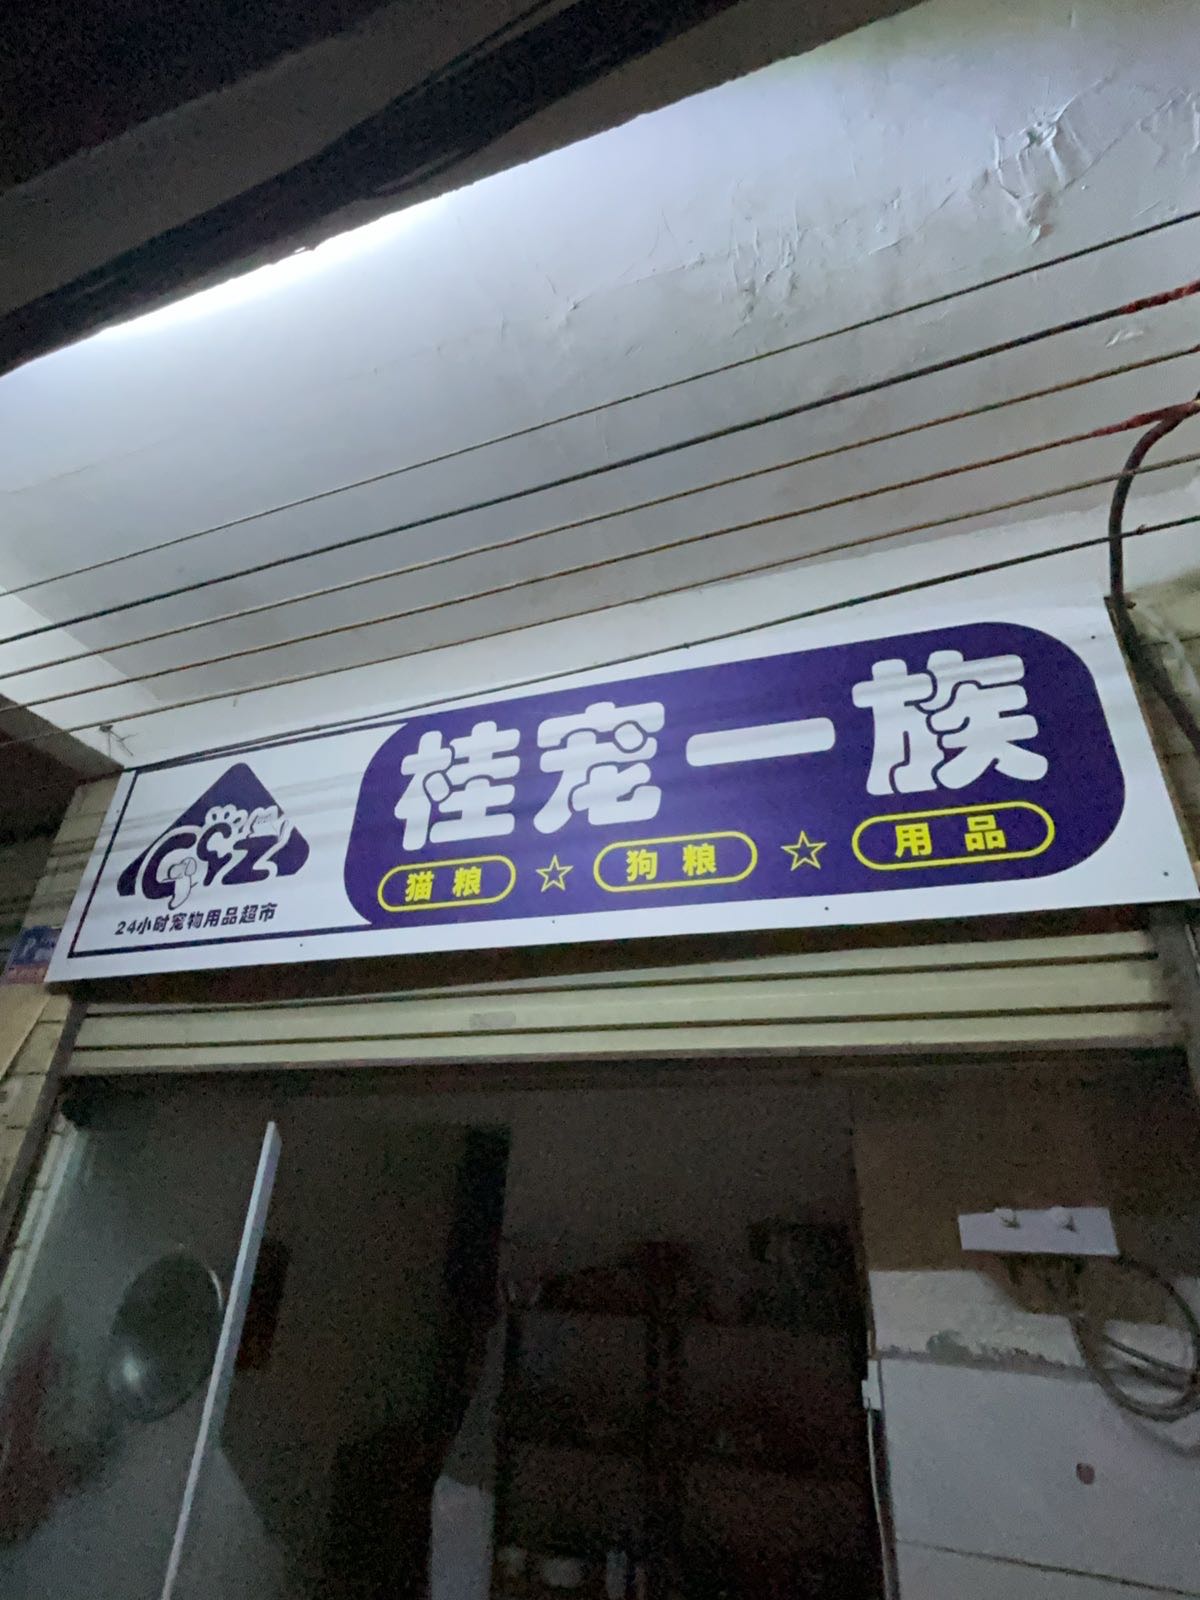 桂宠一族
猫粮 ☆ 狗粮 ☆ 用品
24小时宠物用品超市